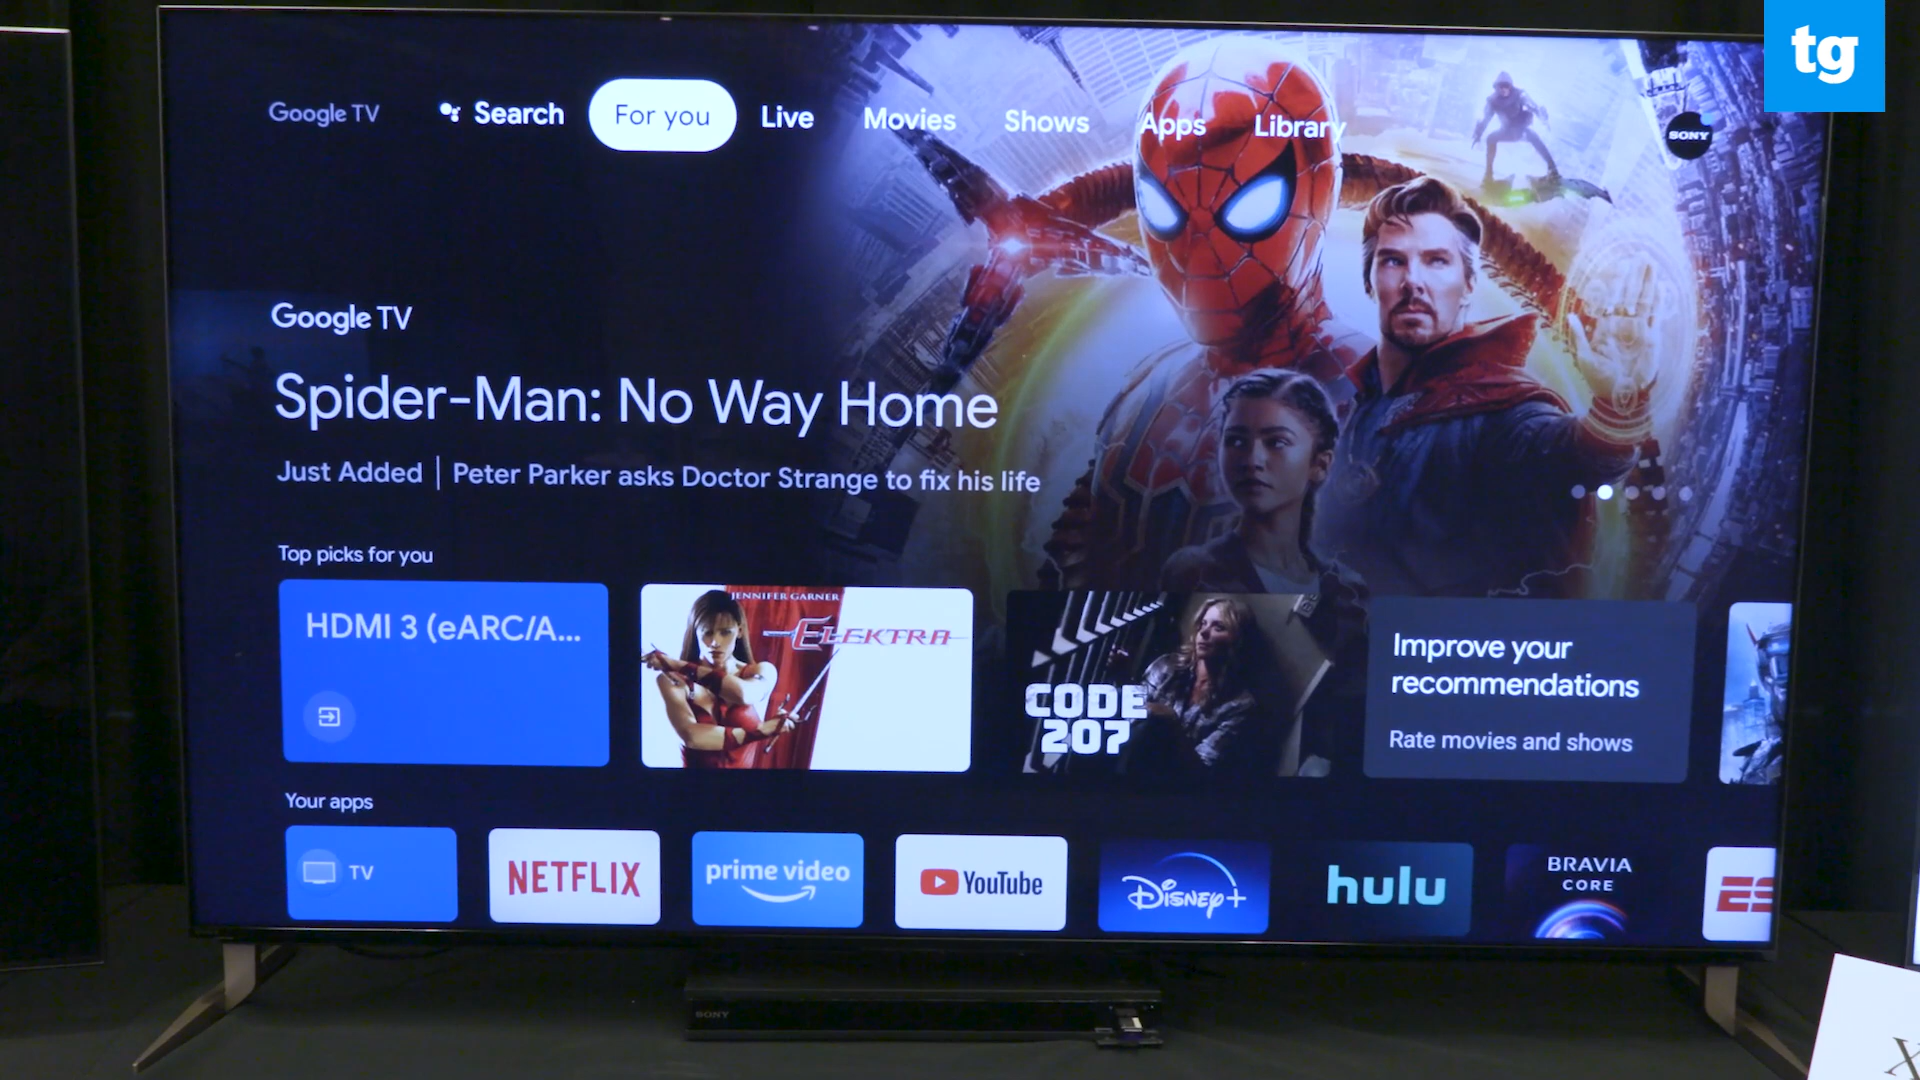 tg
Google TV Search For you Live Movies Shows Apps Library SONY
Google TV
Spider-Man: No Way Home
Just Added | Peter Parker asks Doctor Strange to fix his life
Top picks for you
HDMI 3 (eARC/A...
JENNIFER GARNER
ELEKTRA
CODE
207
Improve your
recommendations
Rate movies and shows
Your apps
TV
NETFLIX
prime video
YouTube
Disney+
hulu
BRAVIA
CORE
ES
SONY
X